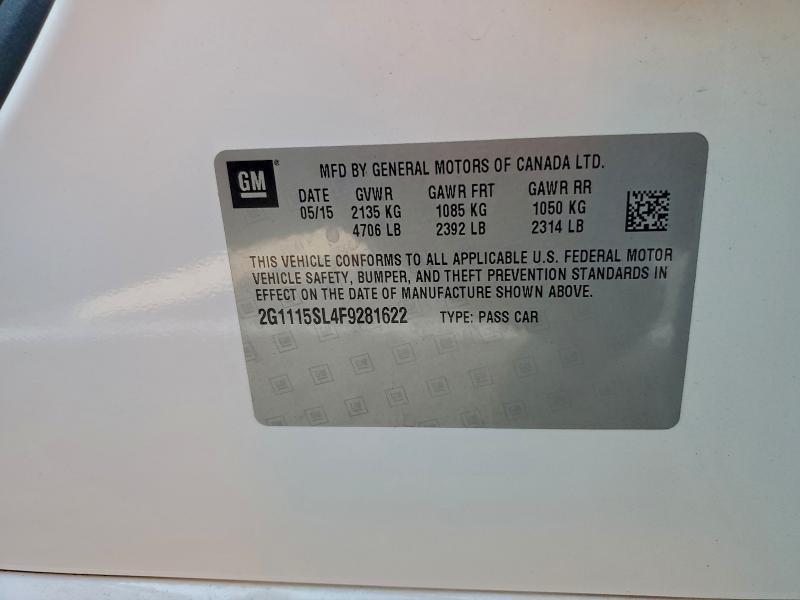 GM®
MFD BY GENERAL MOTORS OF CANADA LTD.
DATE GVWR GAWR FRT GAWR RR
05/15 2135 KG 1085 KG 1050 KG
4706 LB 2392 LB 2314 LB
THIS VEHICLE CONFORMS TO ALL APPLICABLE U.S. FEDERAL MOTOR
VEHICLE SAFETY, BUMPER, AND THEFT PREVENTION STANDARDS IN
EFFECT ON THE DATE OF MANUFACTURE SHOWN ABOVE.
2G1115SL4F9281622 TYPE: PASS CAR